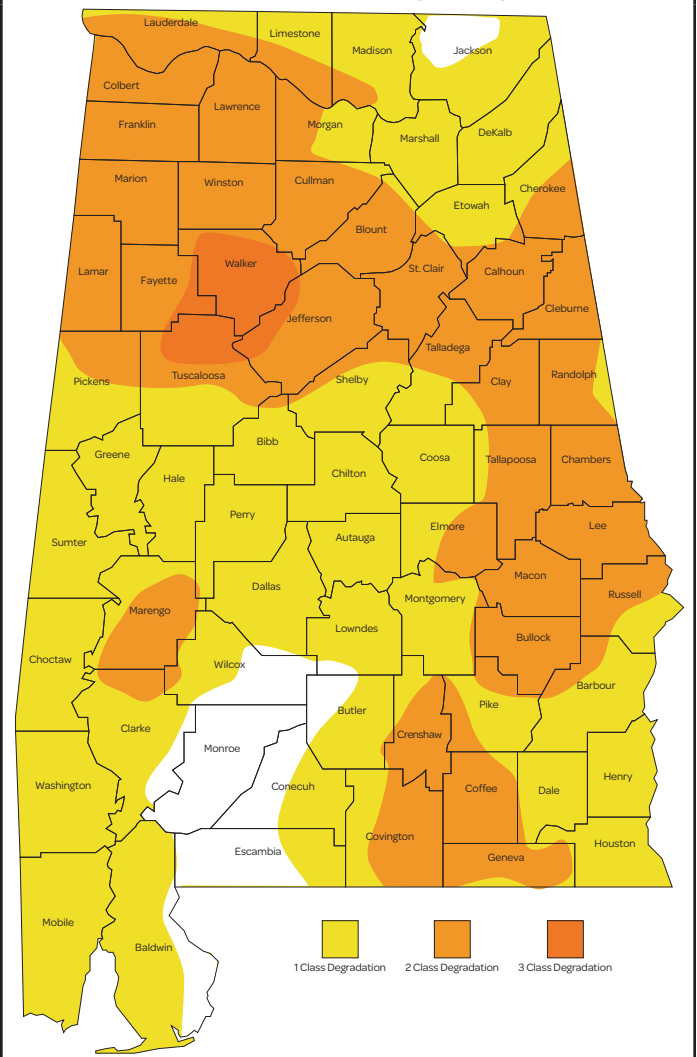 Lauderdale
Limestone
Madison
Jackson
Colbert
Lawrence
Franklin
Morgan
Marshall
DeKalb
Marion
Winston
Cullman
Cherokee
Etowah
Blount
Lamar
Fayette
Walker
St. Clair
Calhoun
Cleburne
Jefferson
Talladega
Pickens
Tuscaloosa
Shelby
Clay
Randolph
Greene
Bibb
Hale
Chilton
Coosa
Tallapoosa
Chambers
Sumter
Perry
Autauga
Elmore
Lee
Marengo
Dallas
Montgomery
Macon
Russell
Choctaw
Wilcox
Lowndes
Bullock
Clarke
Butler
Pike
Barbour
Monroe
Crenshaw
Washington
Conecuh
Coffee
Dale
Henry
Escambia
Covington
Geneva
Houston
Mobile
Baldwin
1 Class Degradation
2 Class Degradation
3 Class Degradation